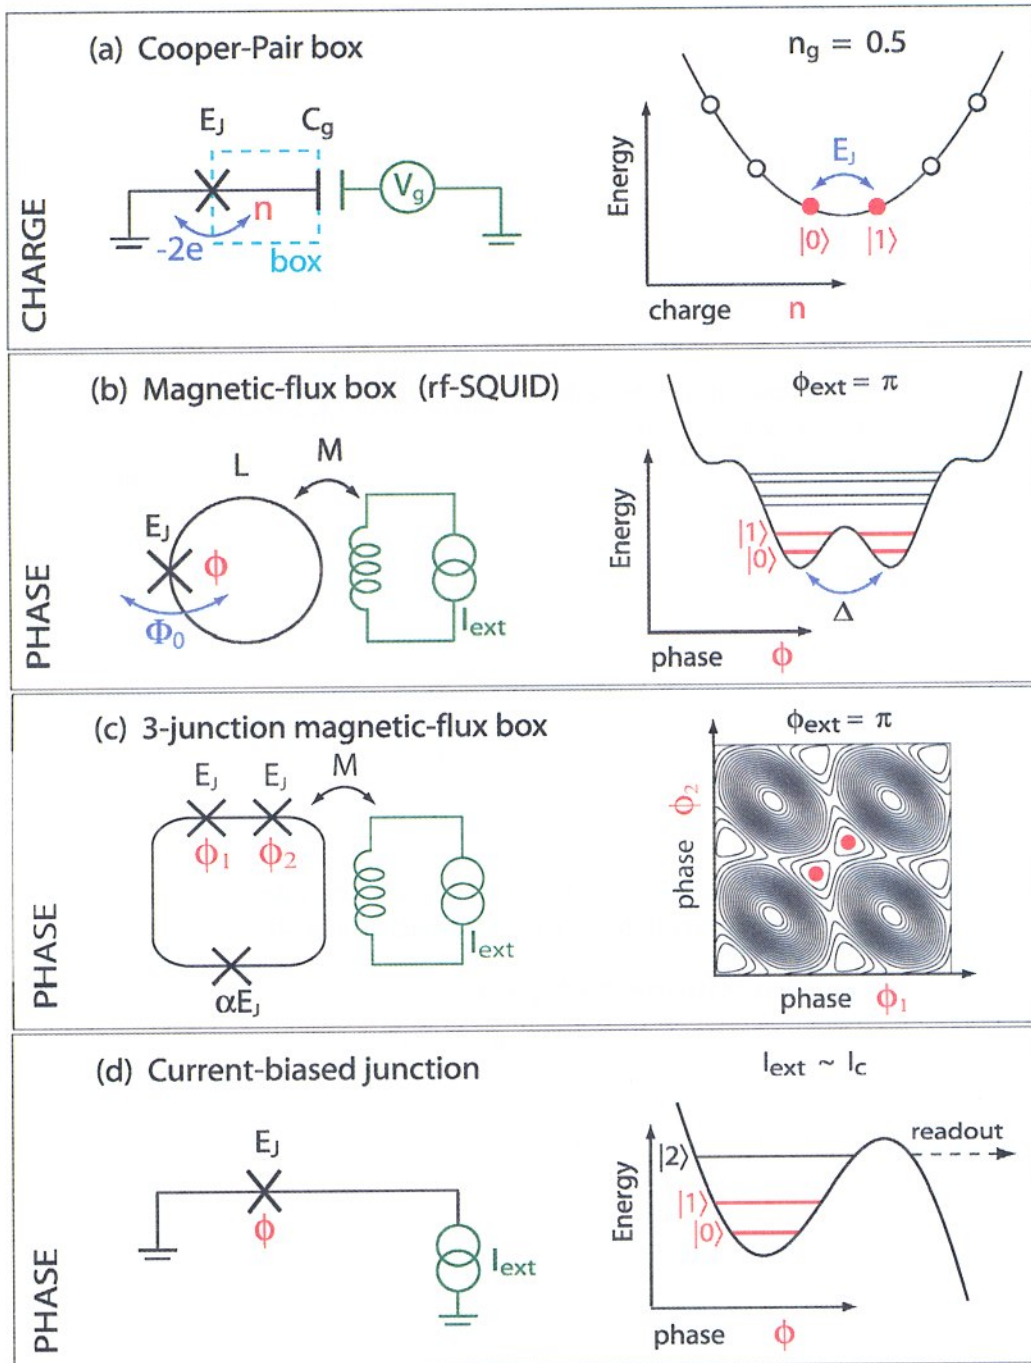 CHARGE
(a) Cooper-Pair box
E_J
C_g
V_g
n
-2e
box
n_g = 0.5
Energy
E_J
|0⟩ |1⟩
charge n
PHASE
(b) Magnetic-flux box (rf-SQUID)
L
M
E_J
ϕ
Φ_0
I_ext
ϕ_ext = π
Energy
|1⟩
|0⟩
Δ
phase ϕ
PHASE
(c) 3-junction magnetic-flux box
E_J E_J
M
ϕ_1 ϕ_2
I_ext
αE_J
ϕ_ext = π
phase ϕ_2
phase ϕ_1
PHASE
(d) Current-biased junction
E_J
ϕ
I_ext
I_ext ~ I_c
readout
Energy
|2⟩
|1⟩
|0⟩
phase ϕ